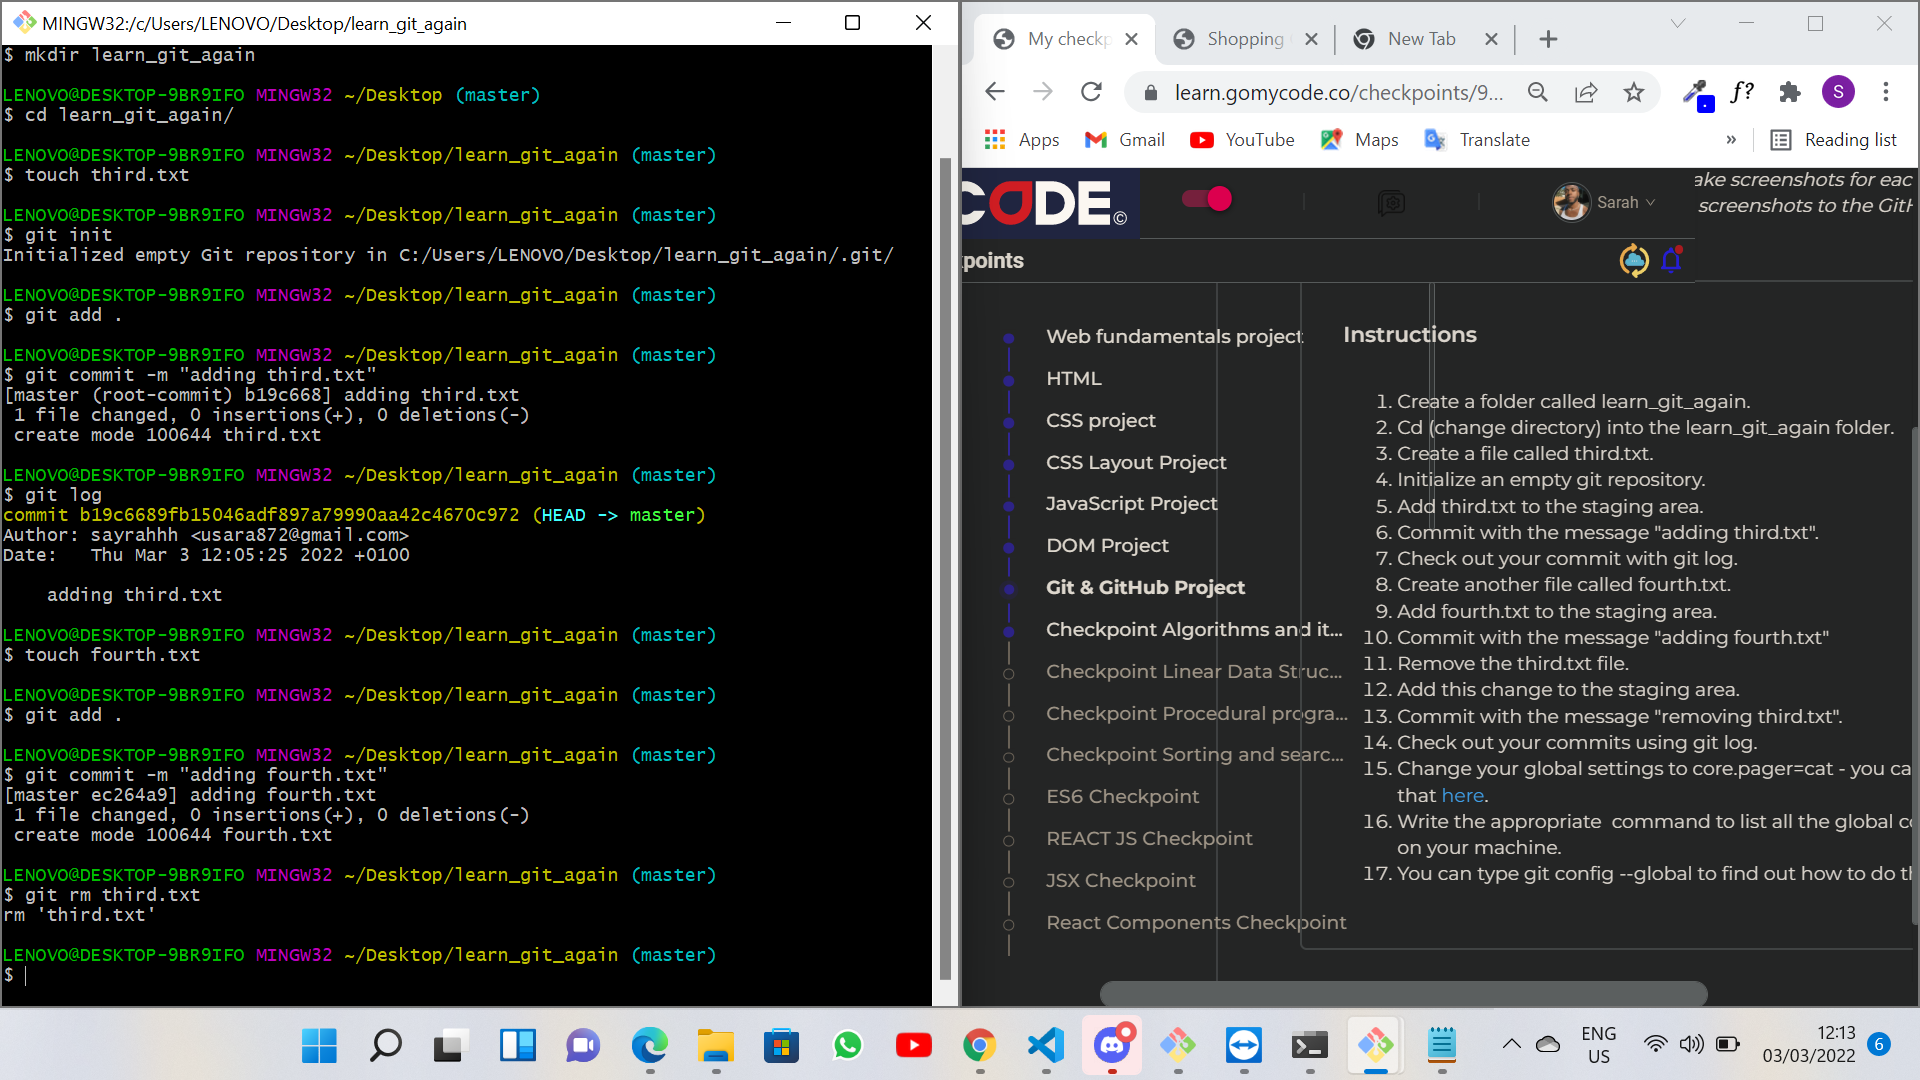 MINGW32:/c/Users/LENOVO/Desktop/learn_git_again
$ mkdir learn_git_again
LENOVO@DESKTOP-9BR9IFO MINGW32 ~/Desktop (master)
$ cd learn_git_again/
LENOVO@DESKTOP-9BR9IFO MINGW32 ~/Desktop/learn_git_again (master)
$ touch third.txt
LENOVO@DESKTOP-9BR9IFO MINGW32 ~/Desktop/learn_git_again (master)
$ git init
Initialized empty Git repository in C:/Users/LENOVO/Desktop/learn_git_again/.git/
LENOVO@DESKTOP-9BR9IFO MINGW32 ~/Desktop/learn_git_again (master)
$ git add .
LENOVO@DESKTOP-9BR9IFO MINGW32 ~/Desktop/learn_git_again (master)
$ git commit -m "adding third.txt"
[master (root-commit) b19c668] adding third.txt
1 file changed, 0 insertions(+), 0 deletions(-)
create mode 100644 third.txt
LENOVO@DESKTOP-9BR9IFO MINGW32 ~/Desktop/learn_git_again (master)
$ git log
commit b19c6689fb15046adf897a79990aa42c4670c972 (HEAD -> master)
Author: sayrahhh <usara872@gmail.com>
Date:   Thu Mar 3 12:05:25 2022 +0100
adding third.txt
LENOVO@DESKTOP-9BR9IFO MINGW32 ~/Desktop/learn_git_again (master)
$ touch fourth.txt
LENOVO@DESKTOP-9BR9IFO MINGW32 ~/Desktop/learn_git_again (master)
$ git add .
LENOVO@DESKTOP-9BR9IFO MINGW32 ~/Desktop/learn_git_again (master)
$ git commit -m "adding fourth.txt"
[master ec264a9] adding fourth.txt
1 file changed, 0 insertions(+), 0 deletions(-)
create mode 100644 fourth.txt
LENOVO@DESKTOP-9BR9IFO MINGW32 ~/Desktop/learn_git_again (master)
$ git rm third.txt
rm 'third.txt'
LENOVO@DESKTOP-9BR9IFO MINGW32 ~/Desktop/learn_git_again (master)
$
My checkp
Shopping
New Tab
learn.gomycode.co/checkpoints/9...
f?
S
Apps
Gmail
YouTube
Maps
Translate
»
Reading list
CODE©
Sarah
ake screenshots for eac
screenshots to the GitH
kpoints
Web fundamentals project
HTML
CSS project
CSS Layout Project
JavaScript Project
DOM Project
Git & GitHub Project
Checkpoint Algorithms and it...
Checkpoint Linear Data Struc...
Checkpoint Procedural progra...
Checkpoint Sorting and searc...
ES6 Checkpoint
REACT JS Checkpoint
JSX Checkpoint
React Components Checkpoint
Instructions
1. Create a folder called learn_git_again.
2. Cd (change directory) into the learn_git_again folder.
3. Create a file called third.txt.
4. Initialize an empty git repository.
5. Add third.txt to the staging area.
6. Commit with the message "adding third.txt".
7. Check out your commit with git log.
8. Create another file called fourth.txt.
9. Add fourth.txt to the staging area.
10. Commit with the message "adding fourth.txt"
11. Remove the third.txt file.
12. Add this change to the staging area.
13. Commit with the message "removing third.txt".
14. Check out your commits using git log.
15. Change your global settings to core.pager=cat - you ca
that here.
16. Write the appropriate  command to list all the global c
on your machine.
17. You can type git config --global to find out how to do th
ENG
US
12:13
03/03/2022
6